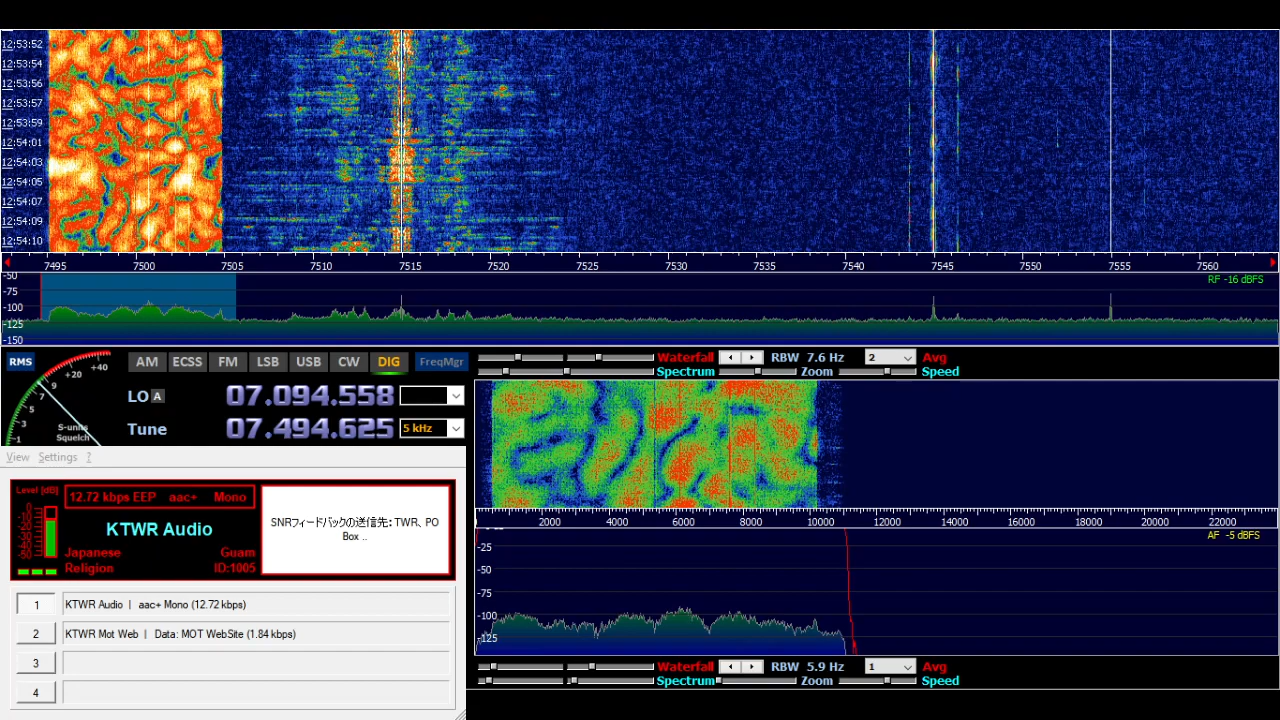 12:53:52
12:53:54
12:53:56
12:53:57
12:53:59
12:54:01
12:54:03
12:54:05
12:54:07
12:54:09
12:54:10
7495 7500 7505 7510 7515 7520 7525 7530 7535 7540 7545 7550 7555 7560
-50
-75
-100
-125
-150
RF -16 dBFS
RMS
+20 +40
1 3 5 7 9
S-units
Squelch
AM ECSS FM LSB USB CW DIG FreqMgr
LO A 07.094.558
Tune 07.494.625 5 kHz
Waterfall RBW 7.6 Hz 2 Avg
Spectrum Zoom Speed
View Settings ?
Level [dB]
12.72 kbps EEP aac+ Mono
KTWR Audio
Japanese Guam
Religion ID:1005
SNRフィードバックの送信先: TWR、PO
Box ..
1 KTWR Audio | aac+ Mono (12.72 kbps)
2 KTWR Mot Web | Data: MOT WebSite (1.84 kbps)
3
4
2000 4000 6000 8000 10000 12000 14000 16000 18000 20000 22000
AF -5 dBFS
-25
-50
-75
-100
-125
Waterfall RBW 5.9 Hz 1 Avg
Spectrum Zoom Speed